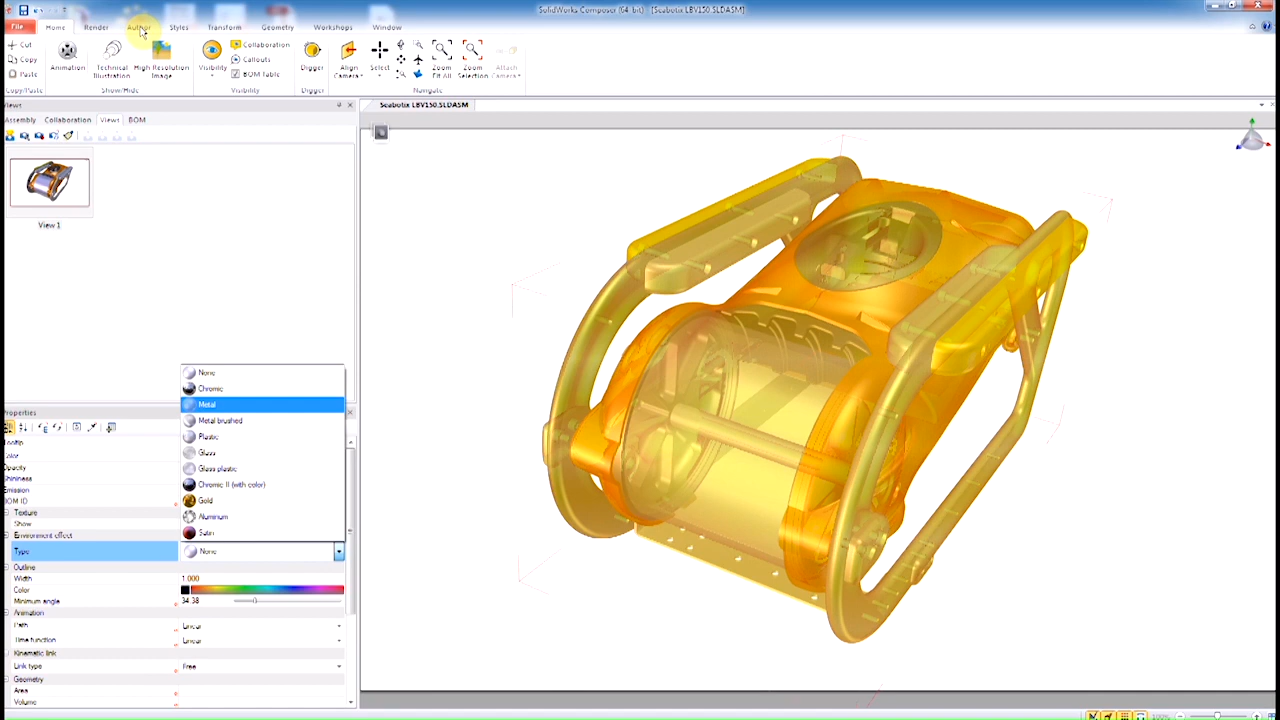 SolidWorks Composer (64 bit) - [Seabotix LBV150.SLDASM]
File Home Render Author Styles Transform Geometry Workshops Window
Cut
Copy
Paste
Copy/Paste
Animation
Technical Illustration
High Resolution Image
Show/Hide
Visibility
Collaboration
Callouts
BOM Table
Visibility
Digger
Digger
Align Camera
Select
Zoom Fit All
Zoom Selection
Attach Camera
Navigate
Views
Seabotix LBV150.SLDASM
Assembly Collaboration Views BOM
View 1
None
Chrome
Metal
Metal brushed
Plastic
Glass
Glass plastic
Chrome II (with color)
Gold
Aluminum
Satin
Properties
Tooltip
Color
Opacity
Shininess
Emission
BOM ID
Texture
Show
Environment effect
Type None
Outline
Width 1.000
Color
Minimum angle 34.38
Animation
Path Linear
Time function Linear
Kinematic link
Link type Free
Geometry
Area
Volume
100%